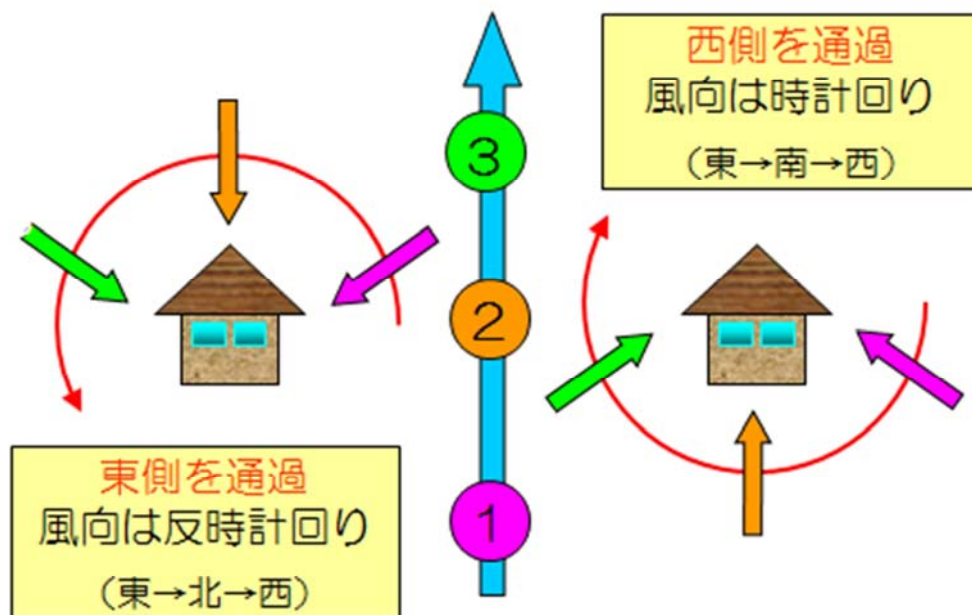 西側を通過
風向は時計回り
（東→南→西）
3
2
1
東側を通過
風向は反時計回り
（東→北→西）